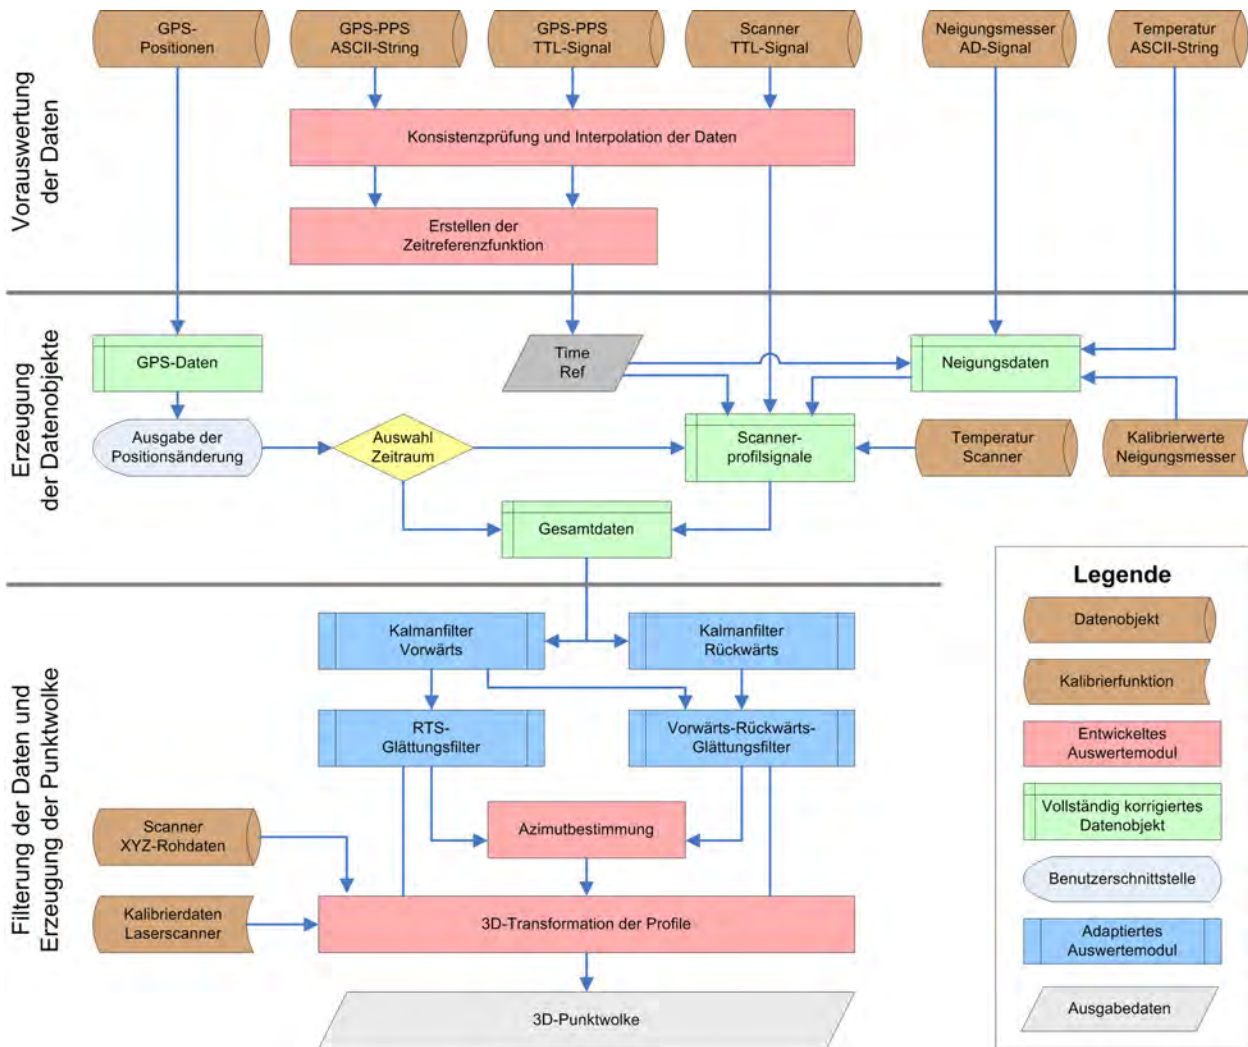 GPS-
Positionen
GPS-PPS
ASCII-String
GPS-PPS
TTL-Signal
Scanner
TTL-Signal
Neigungsmesser
AD-Signal
Temperatur
ASCII-String
Vorauswertung
der Daten
Konsistenzprüfung und Interpolation der Daten
Erstellen der
Zeitreferenzfunktion
Erzeugung
der Datenobjekte
GPS-Daten
Time
Ref
Neigungsdaten
Ausgabe der
Positionsänderung
Auswahl
Zeitraum
Scanner-
profilsignale
Temperatur
Scanner
Kalibrierwerte
Neigungsmesser
Gesamtdaten
Filterung der Daten und
Erzeugung der Punktwolke
Kalmanfilter
Vorwärts
Kalmanfilter
Rückwärts
RTS-
Glättungsfilter
Vorwärts-Rückwärts-
Glättungsfilter
Scanner
XYZ-Rohdaten
Azimutbestimmung
Kalibrierdaten
Laserscanner
3D-Transformation der Profile
3D-Punktwolke
Legende
Datenobjekt
Kalibrierfunktion
Entwickeltes
Auswertemodul
Vollständig korrigiertes
Datenobjekt
Benutzerschnittstelle
Adaptiertes
Auswertemodul
Ausgabedaten